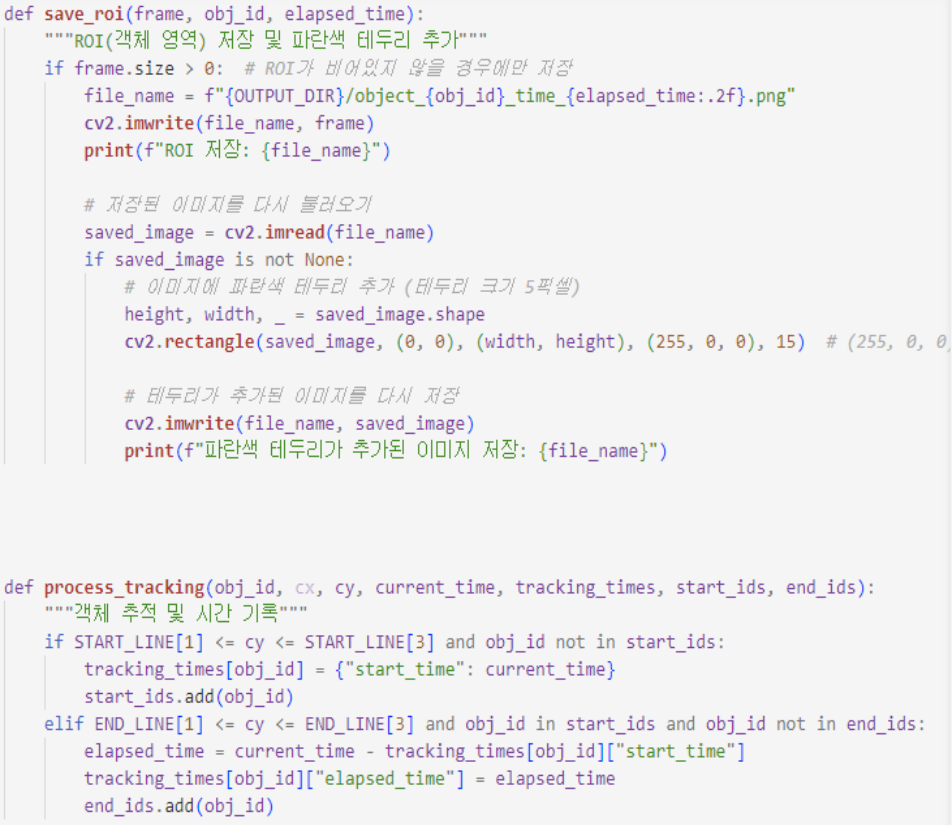 def save_roi(frame, obj_id, elapsed_time):
    """ROI(객체 영역) 저장 및 파란색 테두리 추가"""
    if frame.size > 0:  # ROI가 비어있지 않을 경우에만 저장
        file_name = f"{OUTPUT_DIR}/object_{obj_id}_time_{elapsed_time:.2f}.png"
        cv2.imwrite(file_name, frame)
        print(f"ROI 저장: {file_name}")
        # 저장된 이미지를 다시 불러오기
        saved_image = cv2.imread(file_name)
        if saved_image is not None:
            # 이미지에 파란색 테두리 추가 (테두리 크기 5픽셀)
            height, width, _ = saved_image.shape
            cv2.rectangle(saved_image, (0, 0), (width, height), (255, 0, 0), 15)  # (255, 0, 0,
            # 테두리가 추가된 이미지를 다시 저장
            cv2.imwrite(file_name, saved_image)
            print(f"파란색 테두리가 추가된 이미지 저장: {file_name}")
def process_tracking(obj_id, cx, cy, current_time, tracking_times, start_ids, end_ids):
    """객체 추적 및 시간 기록"""
    if START_LINE[1] <= cy <= START_LINE[3] and obj_id not in start_ids:
        tracking_times[obj_id] = {"start_time": current_time}
        start_ids.add(obj_id)
    elif END_LINE[1] <= cy <= END_LINE[3] and obj_id in start_ids and obj_id not in end_ids:
        elapsed_time = current_time - tracking_times[obj_id]["start_time"]
        tracking_times[obj_id]["elapsed_time"] = elapsed_time
        end_ids.add(obj_id)